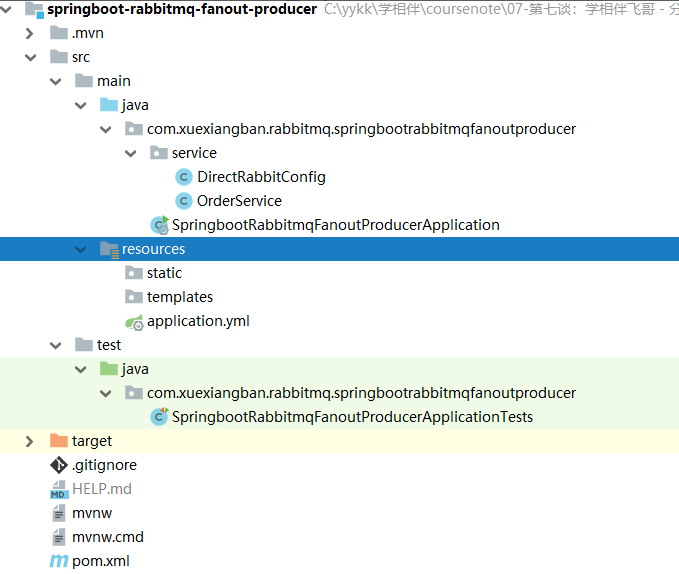 springboot-rabbitmq-fanout-producer C:\yykk\学相伴\coursenote\07-第七谈：学相伴飞哥 - 分
.mvn
src
main
java
com.xuexiangban.rabbitmq.springbootrabbitmqfanoutproducer
service
C DirectRabbitConfig
C OrderService
C SpringbootRabbitmqFanoutProducerApplication
resources
static
templates
application.yml
test
java
com.xuexiangban.rabbitmq.springbootrabbitmqfanoutproducer
C SpringbootRabbitmqFanoutProducerApplicationTests
target
.gitignore
MD HELP.md
mvnw
mvnw.cmd
m pom.xml